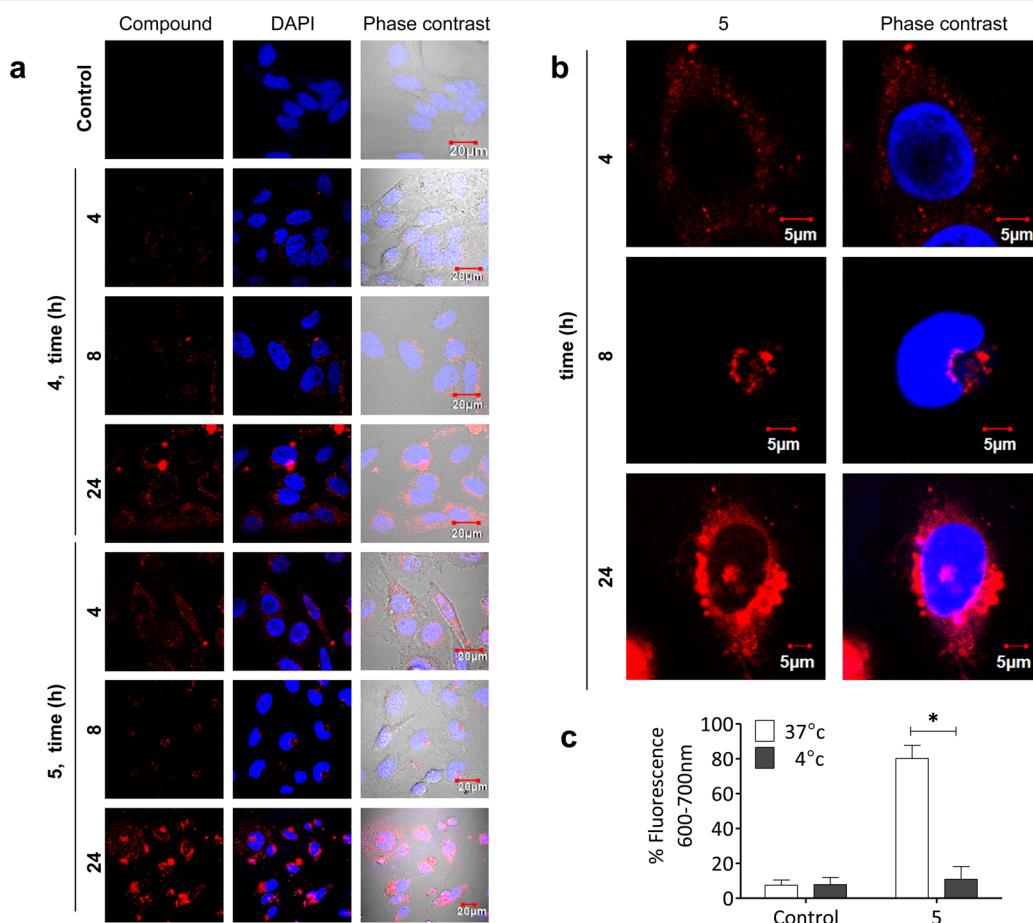 Compound DAPI Phase contrast
a
Control
20µm
4, time (h)
4
20µm
8
20µm
24
20µm
5, time (h)
4
20µm
8
20µm
24
20µm
b
5 Phase contrast
time (h)
4
5µm 5µm
8
5µm 5µm
24
5µm 5µm
c
% Fluorescence
600-700nm
100
80
60
40
20
0
37°c
4°c
*
Control 5